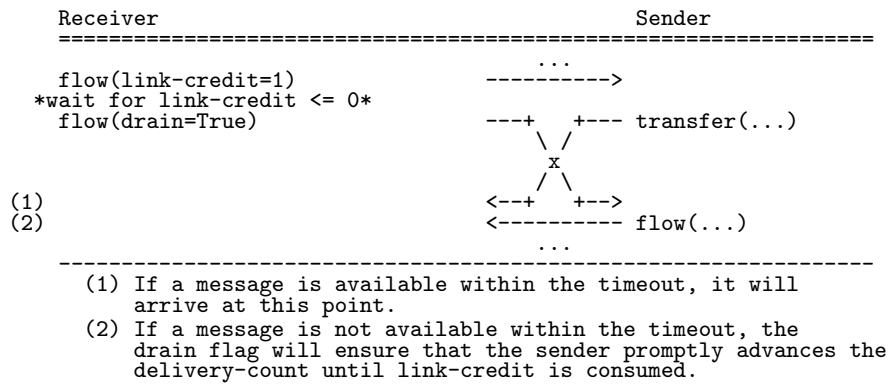 Receiver                                      Sender
=================================================================
                                      ...
flow(link-credit=1)               ---------->
*wait for link-credit <= 0*
flow(drain=True)                  ---+   +--- transfer(...)
                                      \ /
                                       x
                                      / \
(1)                               <--+   +-->
(2)                               <---------- flow(...)
                                      ...
-----------------------------------------------------------------
(1) If a message is available within the timeout, it will
arrive at this point.
(2) If a message is not available within the timeout, the
drain flag will ensure that the sender promptly advances the
delivery-count until link-credit is consumed.